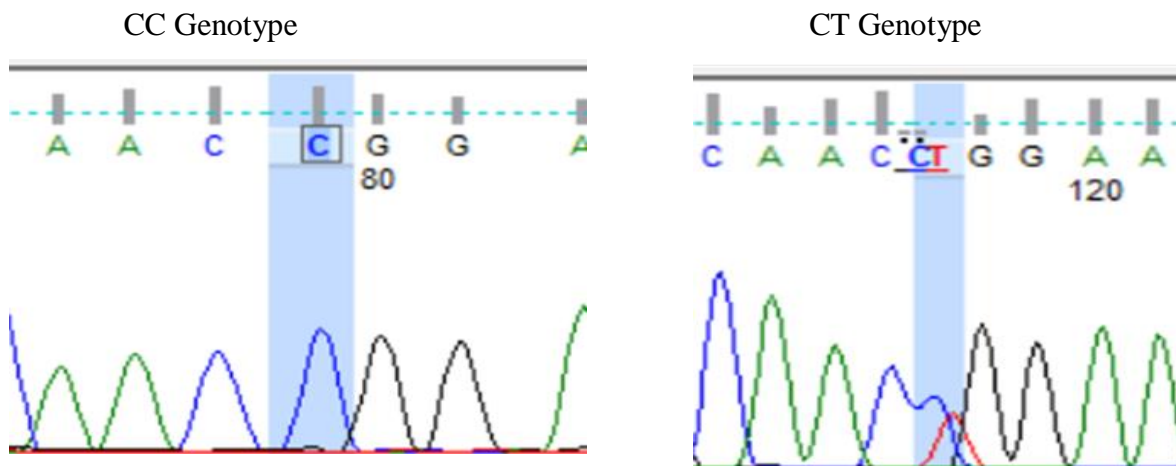 CC Genotype
CT Genotype
A A C C G G A
80
C A A C CT G G A A
120